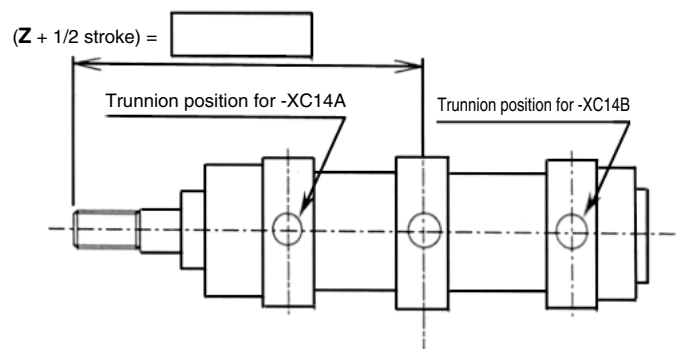 (Z + 1/2 stroke) =
Trunnion position for -XC14A
Trunnion position for -XC14B